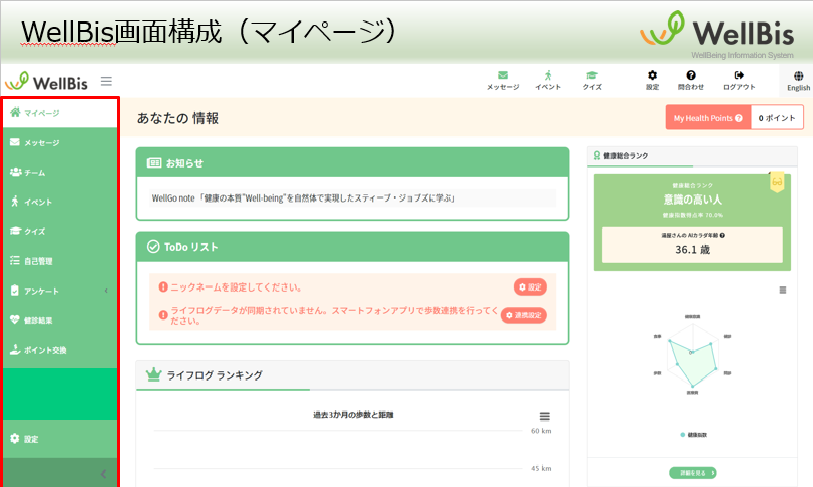 WellBis画面構成（マイページ）
WellBis
WellBeing Information System
WellBis
メッセージ
イベント
クイズ
設定
問合わせ
ログアウト
English
マイページ
メッセージ
チーム
イベント
クイズ
自己管理
アンケート
健診結果
ポイント交換
設定
あなたの 情報
My Health Points
0 ポイント
お知らせ
WellGo note 「健康の本質"Well-being"を自然体で実現したスティーブ・ジョブズに学ぶ」
ToDo リスト
ニックネームを設定してください。
設定
ライフログデータが同期されていません。スマートフォンアプリで歩数連携を行ってく
ださい。
連携設定
ライフログ ランキング
過去3か月の歩数と距離
60 km
45 km
健康総合ランク
健康総合ランク
意識の高い人
健康指数得点率 70.0%
湯屋さんの AIカラダ年齢
36.1 歳
健診
問診
医療費
歩数
食事
健康指数
詳細を見る